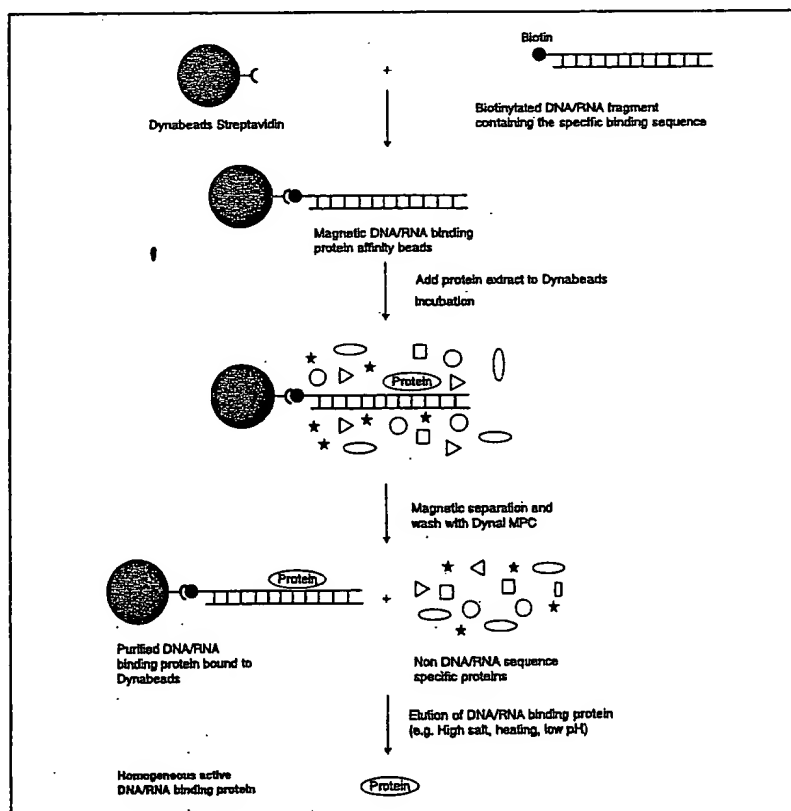 Biotin
+
Dynabeads Streptavidin
Biotinylated DNA/RNA fragment
containing the specific binding sequence
Magnetic DNA/RNA binding
protein affinity beads
Add protein extract to Dynabeads
Incubation
Protein
Magnetic separation and
wash with Dynal MPC
Protein
+
Purified DNA/RNA
binding protein bound to
Dynabeads
Non DNA/RNA sequence
specific proteins
Elution of DNA/RNA binding protein
(e.g. High salt, heating, low pH)
Homogeneous active
DNA/RNA binding protein
Protein